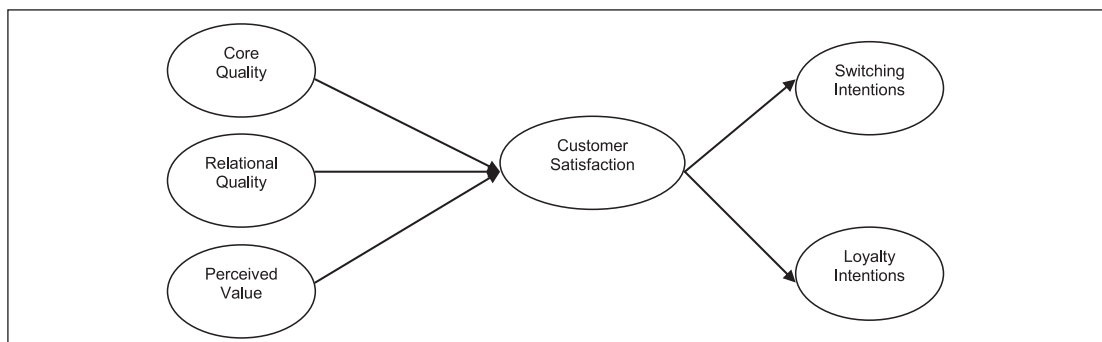 Core
Quality
Relational
Quality
Perceived
Value
Customer
Satisfaction
Switching
Intentions
Loyalty
Intentions